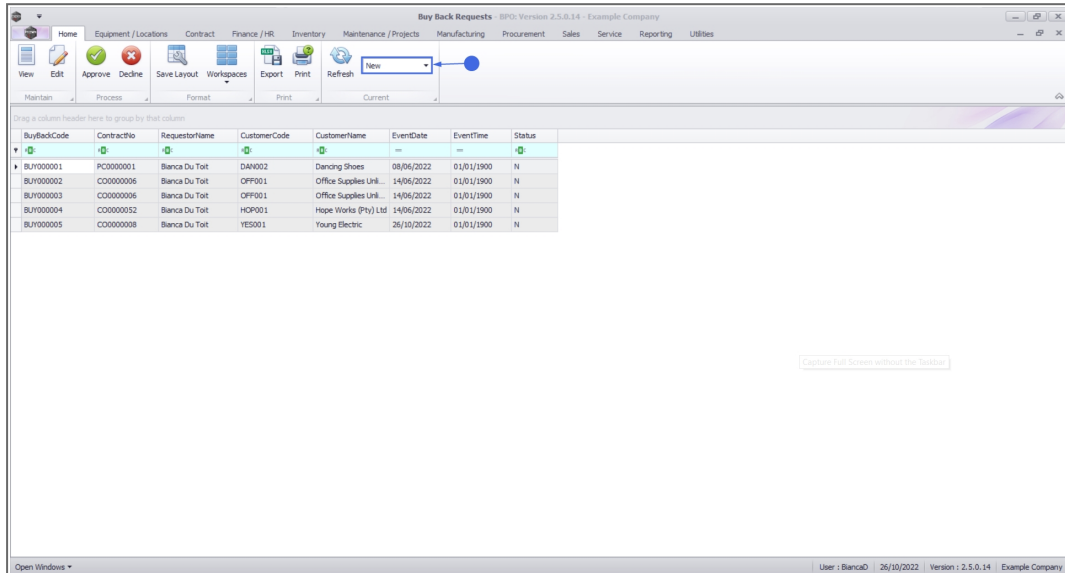 Buy Back Requests - BPO: Version 2.5.0.14 - Example Company
Home Equipment / Locations Contract Finance / HR Inventory Maintenance / Projects Manufacturing Procurement Sales Service Reporting Utilities
View Edit Approve Decline Save Layout Workspaces Export Print Refresh New
Maintain Process Format Print Current
Drag a column header here to group by that column
BuyBackCode ContractNo RequestorName CustomerCode CustomerName EventDate EventTime Status
BUY000001 PC0000001 Bianca Du Toit DAN002 Dancing Shoes 08/06/2022 01/01/1900 N
BUY000002 CO0000006 Bianca Du Toit OFF001 Office Supplies Unli... 14/06/2022 01/01/1900 N
BUY000003 CO0000006 Bianca Du Toit OFF001 Office Supplies Unli... 14/06/2022 01/01/1900 N
BUY000004 CO0000052 Bianca Du Toit HOP001 Hope Works (Pty) Ltd 14/06/2022 01/01/1900 N
BUY000005 CO0000008 Bianca Du Toit YES001 Young Electric 26/10/2022 01/01/1900 N
Capture Full Screen without the Taskbar
Open Windows User : BiancaD 26/10/2022 Version : 2.5.0.14 Example Company